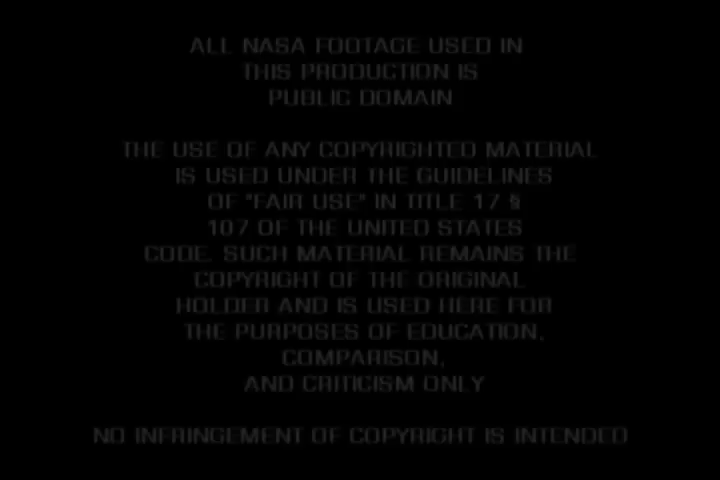 ALL NASA FOOTAGE USED IN
THIS PRODUCTION IS
PUBLIC DOMAIN
THE USE OF ANY COPYRIGHTED MATERIAL
IS USED UNDER THE GUIDELINES
OF "FAIR USE" IN TITLE 17 §
107 OF THE UNITED STATES
CODE. SUCH MATERIAL REMAINS THE
COPYRIGHT OF THE ORIGINAL
HOLDER AND IS USED HERE FOR
THE PURPOSES OF EDUCATION,
COMPARISON,
AND CRITICISM ONLY
NO INFRINGEMENT OF COPYRIGHT IS INTENDED